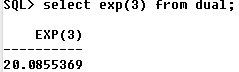 SQL> select exp(3) from dual;
EXP(3)
----------
20.0855369